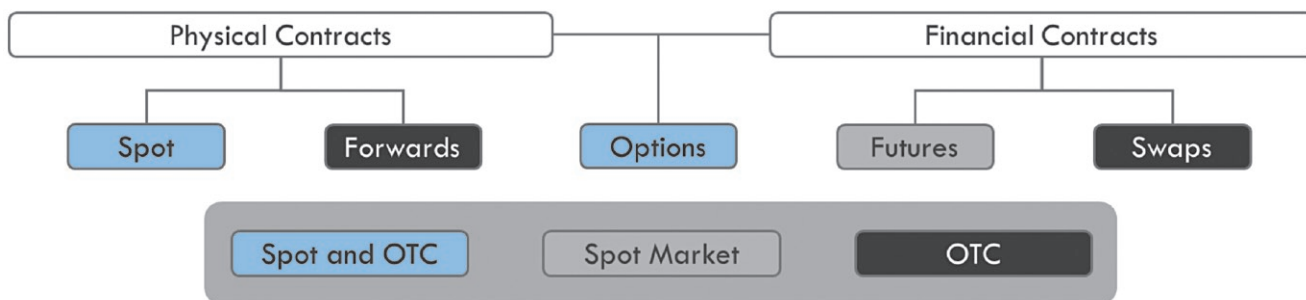 Physical Contracts
Financial Contracts
Spot
Forwards
Options
Futures
Swaps
Spot and OTC
Spot Market
OTC